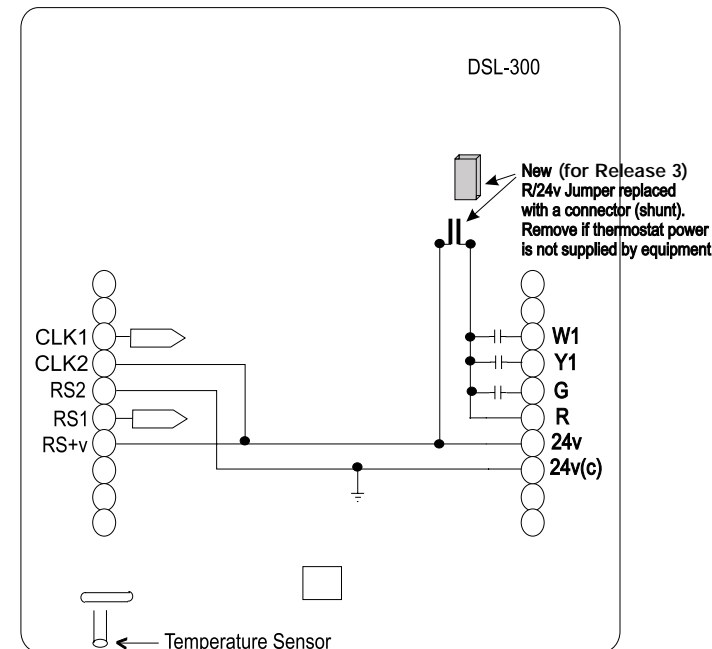 DSL-300
New (for Release 3)
R/24v Jumper replaced
with a connector (shunt).
Remove if thermostat power
is not supplied by equipment
CLK1
CLK2
RS2
RS1
RS+v
W1
Y1
G
R
24v
24v(c)
Temperature Sensor